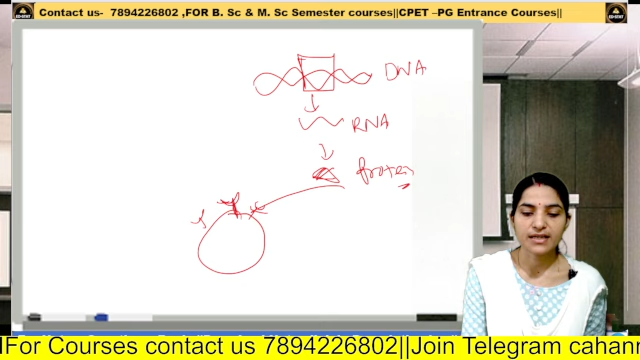 Contact us- 7894226802 ,FOR B. Sc & M. Sc Semester courses||CPET –PG Entrance Courses||
DNA
RNA
Protein
For Courses contact us 7894226802||Join Telegram cahan